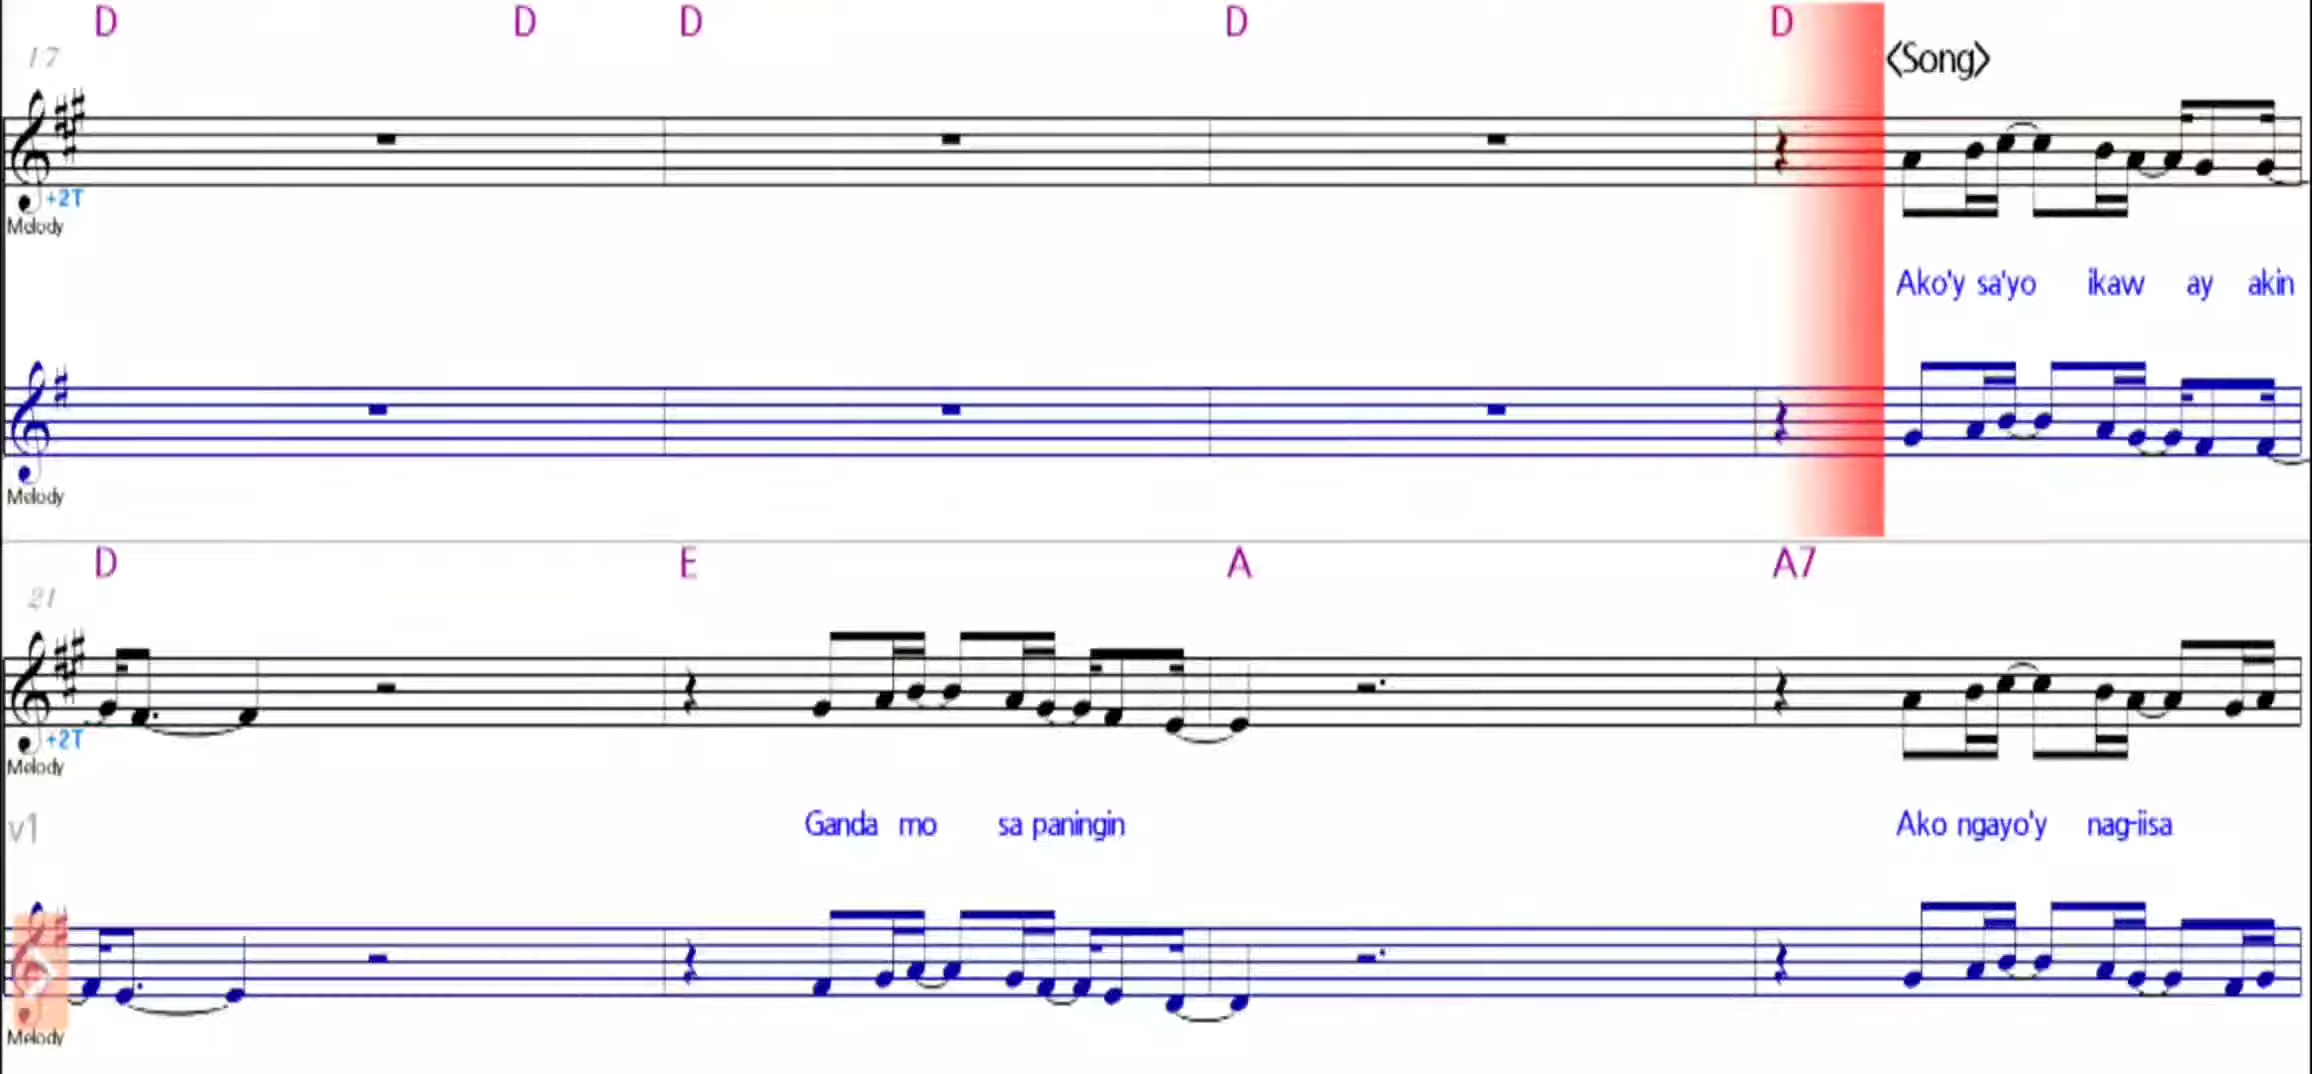 D D D D D
17 <Song>
+2T
Melody
Ako'y sa'yo ikaw ay akin
Melody
D E A A7
21
+2T
Melody
v1 Ganda mo sa paningin Ako ngayo'y nag-iisa
Melody